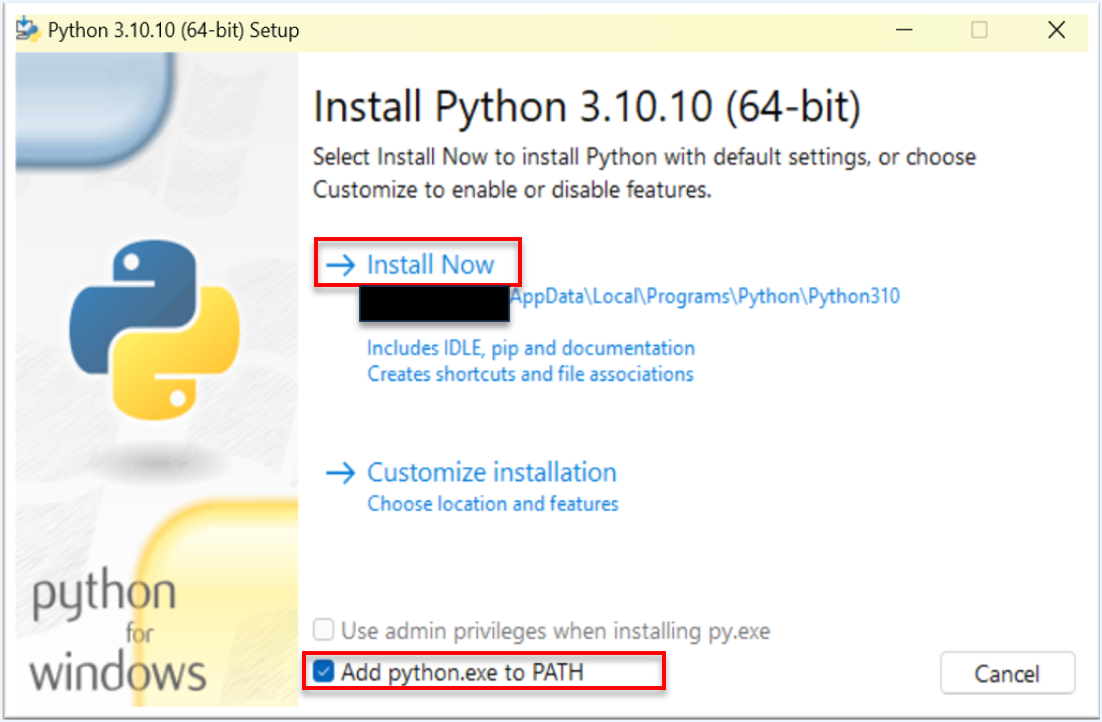 Python 3.10.10 (64-bit) Setup
Install Python 3.10.10 (64-bit)
Select Install Now to install Python with default settings, or choose
Customize to enable or disable features.
Install Now
AppData\Local\Programs\Python\Python310
Includes IDLE, pip and documentation
Creates shortcuts and file associations
Customize installation
Choose location and features
python
for
windows
Use admin privileges when installing py.exe
Add python.exe to PATH
Cancel